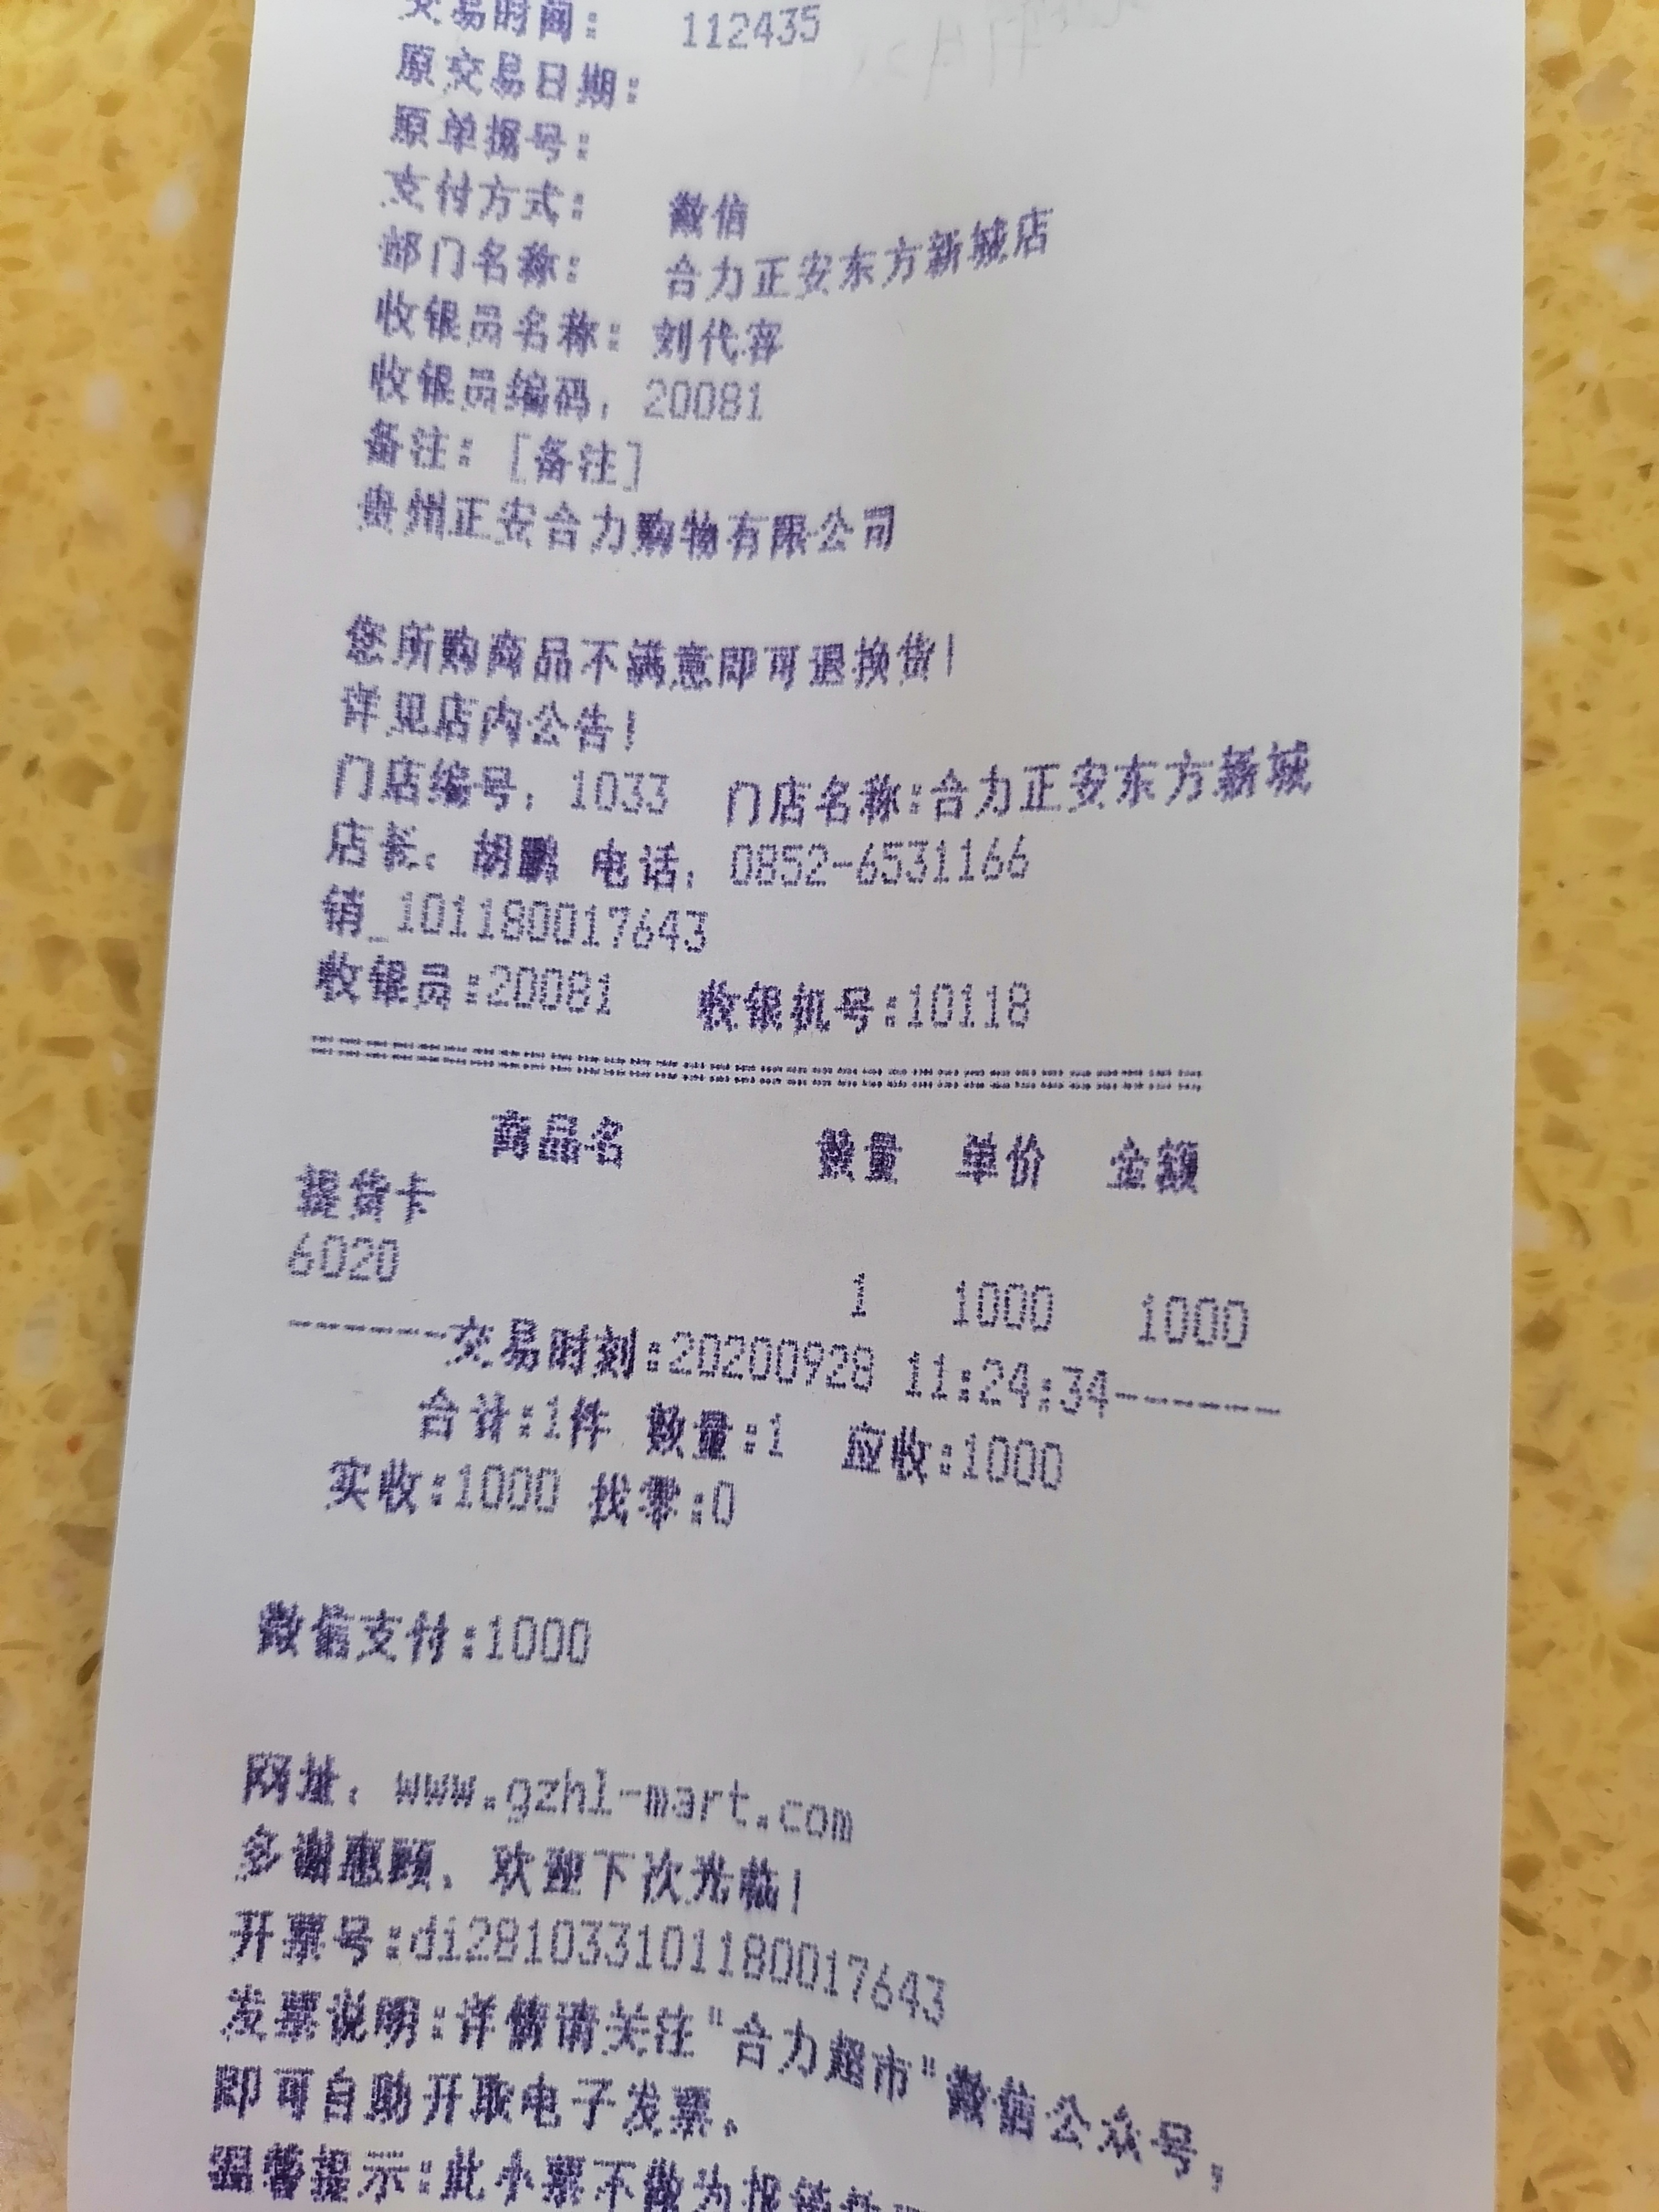 交易时间： 112435
原交易日期：
原单据号：
支付方式： 微信
部门名称： 合力正安东方新城店
收银员名称：刘代容
收银员编码：20081
备注：[备注]
贵州正安合力购物有限公司
您所购商品不满意即可退换货！
详见店内公告！
门店编号：1033 门店名称:合力正安东方新城
店长：胡鹏 电话：0852-6531166
销_101180017643
收银员:20081 收银机号:10118
商品名 数量 单价 金额
提货卡
6020
1 1000 1000
-------交易时刻:20200928 11:24:34-------
合计:1件 数量:1 应收:1000
实收:1000 找零:0
微信支付:1000
网址：www.gzhl-mart.com
多谢惠顾、欢迎下次光临！
开票号:di281033101180017643
发票说明:详情请关注"合力超市"微信公众号，
即可自助开取电子发票。
温馨提示:此小票不做为报销